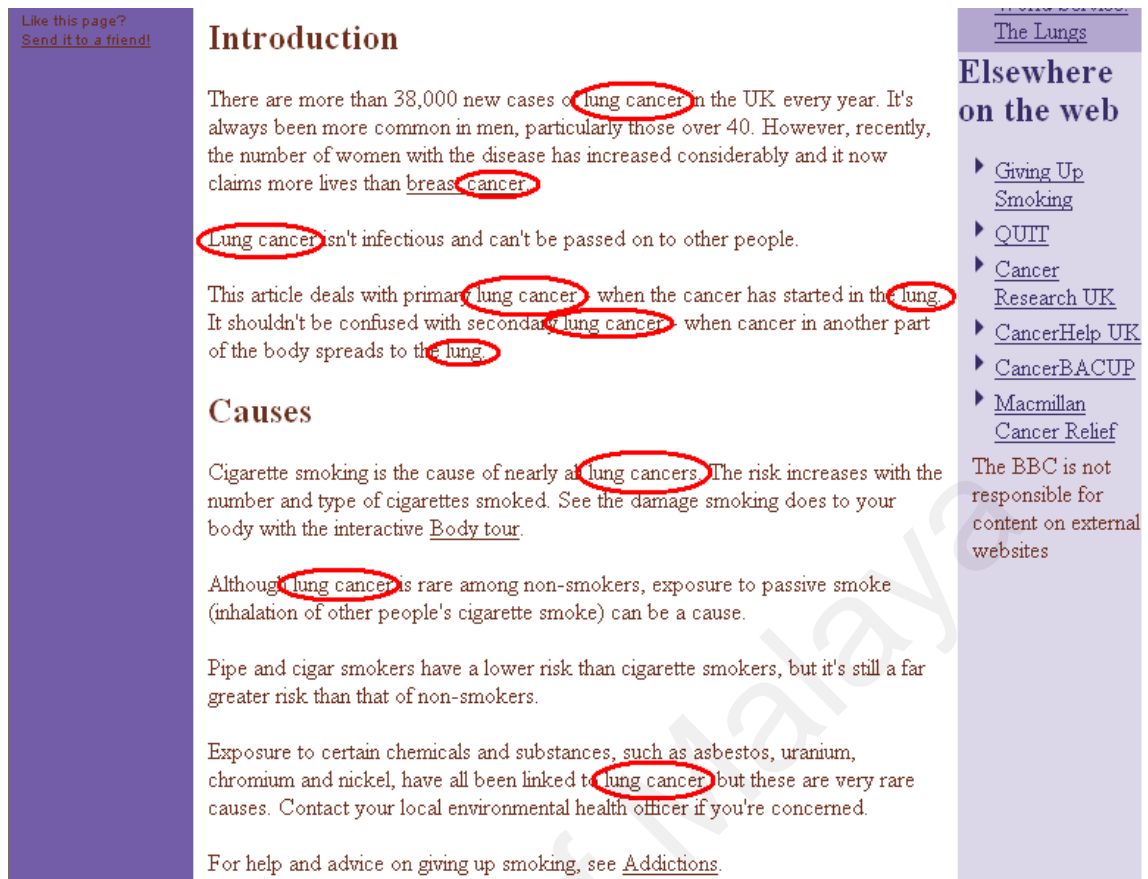 Like this page?
Send it to a friend!
Introduction
There are more than 38,000 new cases of lung cancer in the UK every year. It's
always been more common in men, particularly those over 40. However, recently,
the number of women with the disease has increased considerably and it now
claims more lives than breast cancer.
Lung cancer isn't infectious and can't be passed on to other people.
This article deals with primary lung cancer - when the cancer has started in the lung.
It shouldn't be confused with secondary lung cancer - when cancer in another part
of the body spreads to the lung.
Causes
Cigarette smoking is the cause of nearly all lung cancers. The risk increases with the
number and type of cigarettes smoked. See the damage smoking does to your
body with the interactive Body tour.
Although lung cancer is rare among non-smokers, exposure to passive smoke
(inhalation of other people's cigarette smoke) can be a cause.
Pipe and cigar smokers have a lower risk than cigarette smokers, but it's still a far
greater risk than that of non-smokers.
Exposure to certain chemicals and substances, such as asbestos, uranium,
chromium and nickel, have all been linked to lung cancer, but these are very rare
causes. Contact your local environmental health officer if you're concerned.
For help and advice on giving up smoking, see Addictions.
World Service:
The Lungs
Elsewhere
on the web
Giving Up
Smoking
QUIT
Cancer
Research UK
CancerHelp UK
CancerBACUP
Macmillan
Cancer Relief
The BBC is not
responsible for
content on external
websites
of Malaya